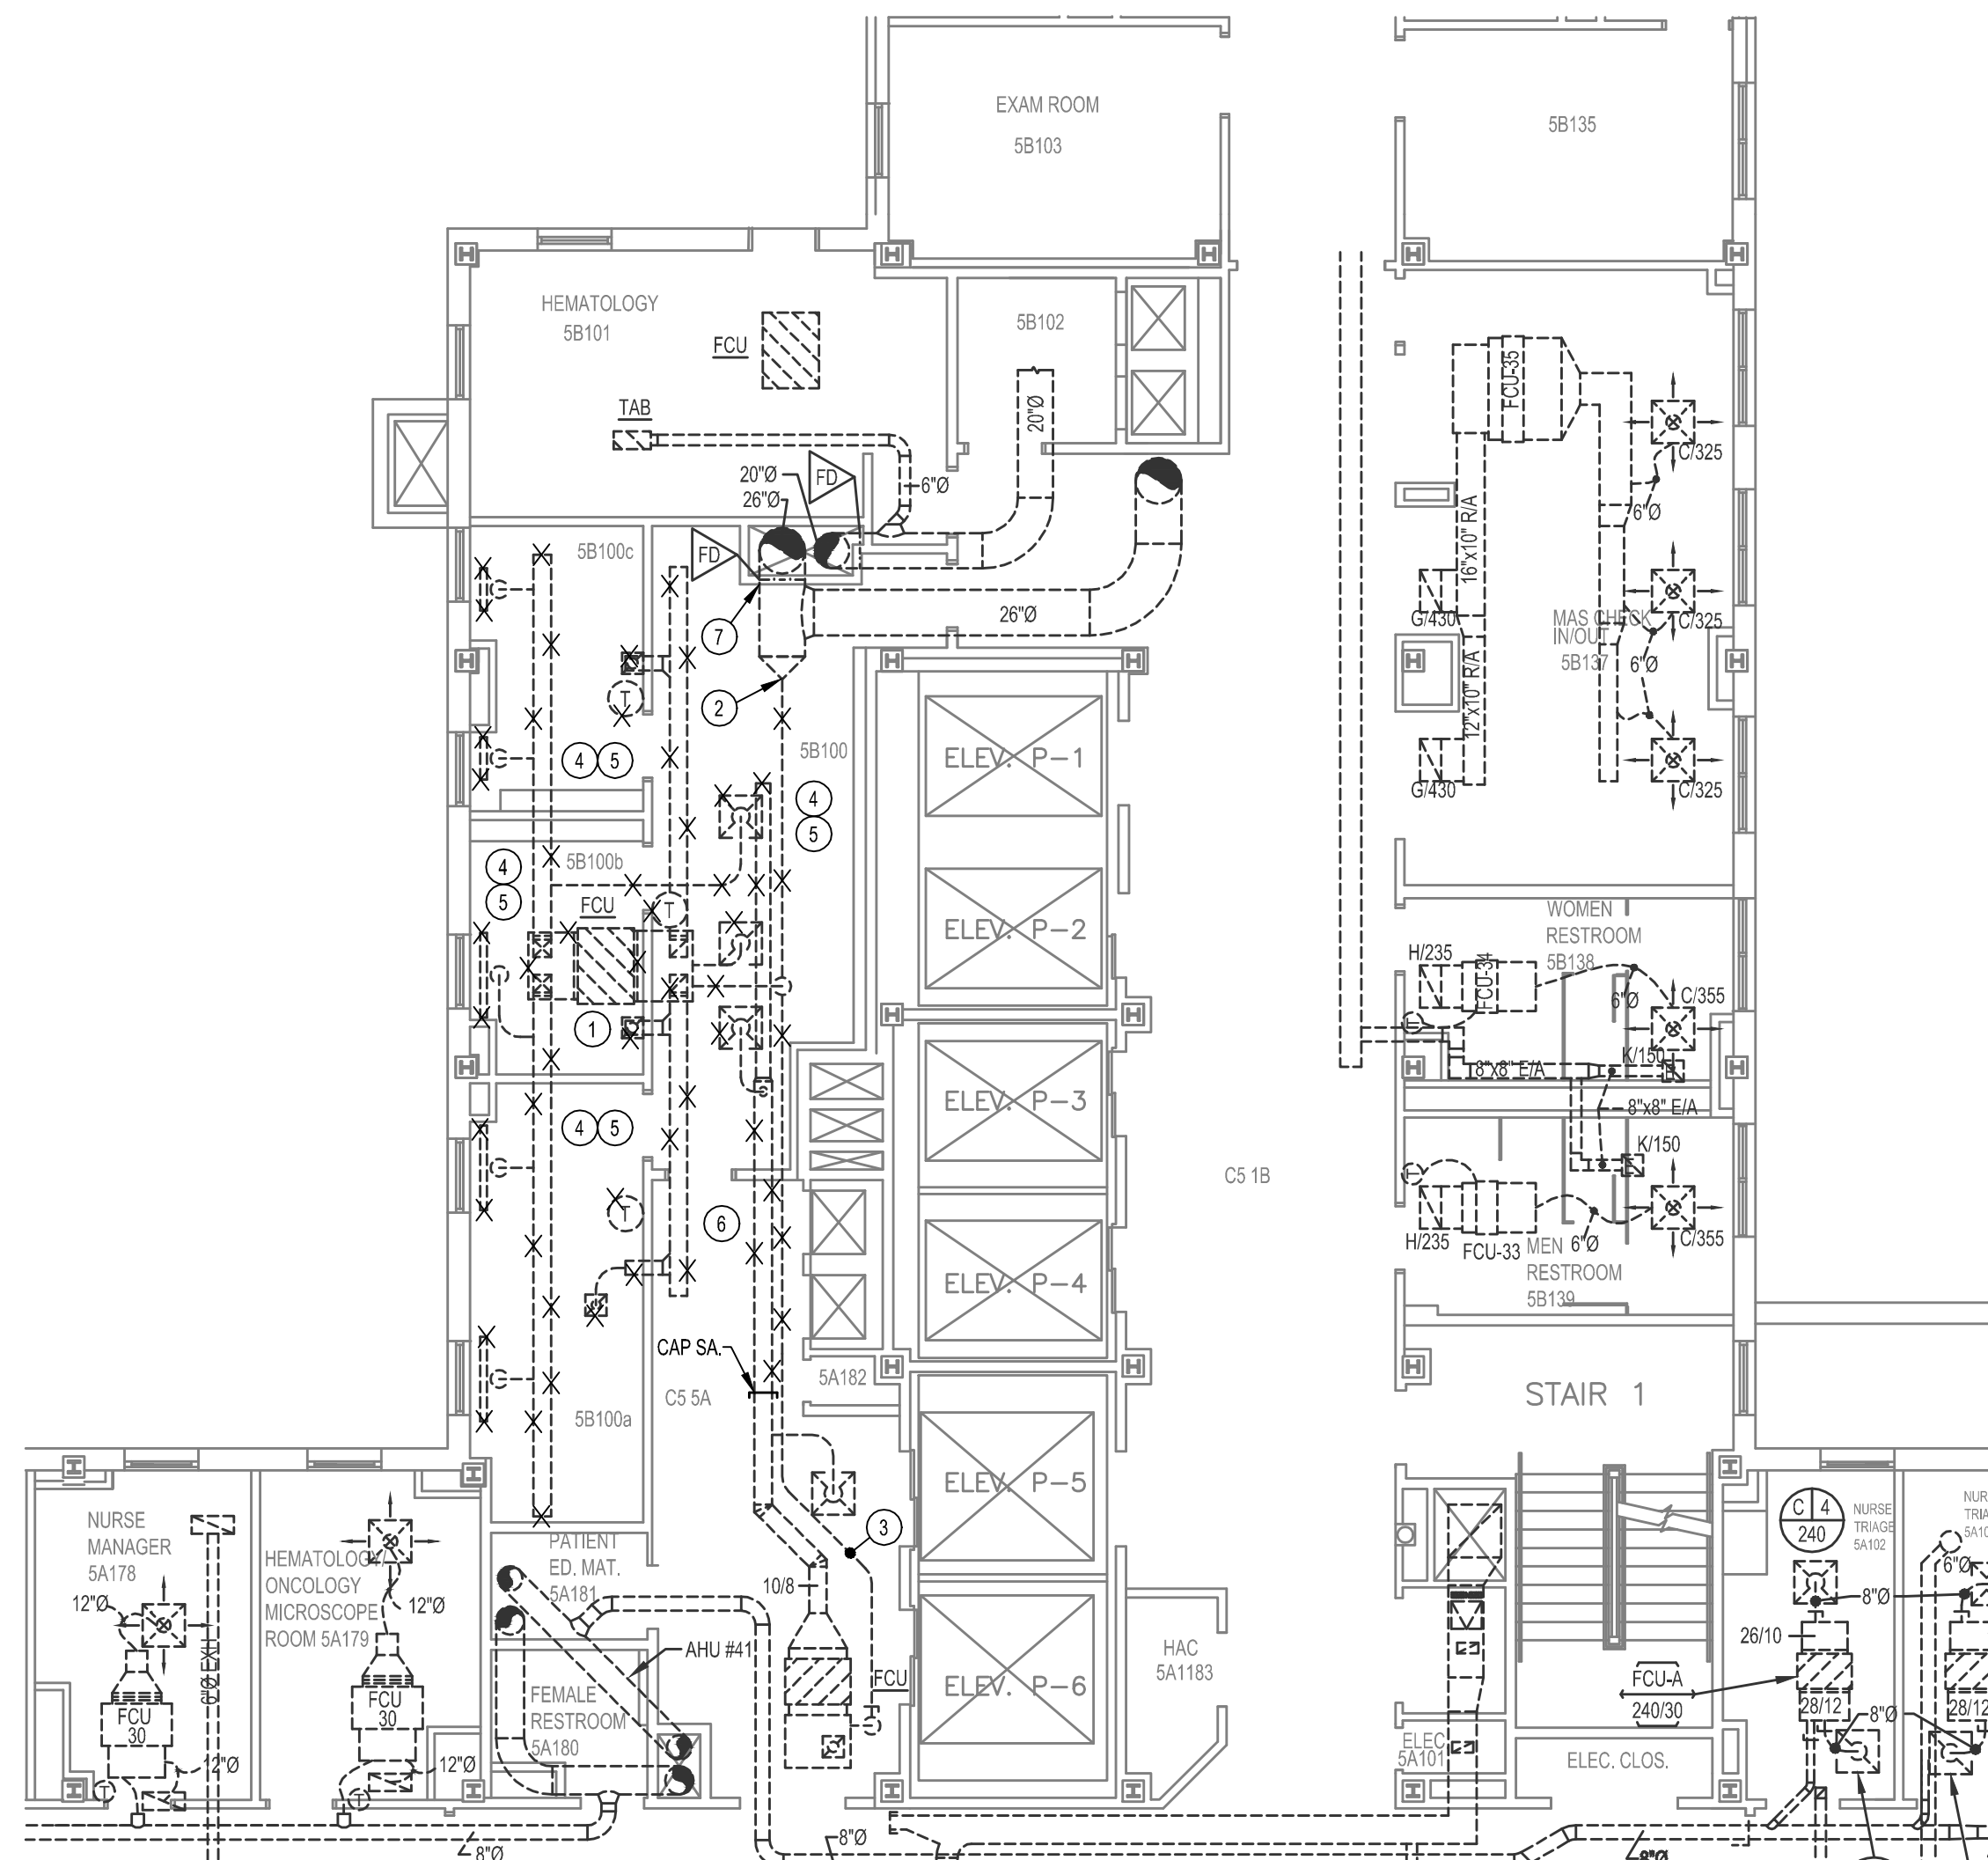 EXAM ROOM
5B103
5B135
HEMATOLOGY
5B101
FCU
5B102
TAB
20"Ø
20"Ø
26"Ø
FD
6"Ø
FD
5B100c
26"Ø
7
2
T
4 5
5B100
4
5
5B100b
4
5
FCU
T
1
4 5
T
6
CAP SA.
C5 5A
5B100a
5A182
ELEV. P-1
ELEV. P-2
ELEV. P-3
ELEV. P-4
ELEV. P-5
ELEV. P-6
C5 1B
FCU-35
C/325
6"Ø
16"x10" R/A
G/430
MAS CHECK
IN/OUT
5B137
C/325
6"Ø
12"x10" R/A
G/430
C/325
WOMEN
RESTROOM
5B138
H/235
FCU-34
6"Ø
C/355
T
K/150
8"x8" E/A
8"x8" E/A
K/150
T
H/235
FCU-33
MEN
6"Ø
C/355
RESTROOM
5B139
STAIR 1
NURSE
MANAGER
5A178
12"Ø
6"Ø EXH
FCU
30
12"Ø
T
HEMATOLOGY/
ONCOLOGY
MICROSCOPE
ROOM 5A179
12"Ø
FCU
30
12"Ø
T
PATIENT
ED. MAT.
5A181
AHU #41
FEMALE
RESTROOM
5A180
3
10/8
FCU
HAC
5A1183
ELEC
5A101
ELEC. CLOS.
C 4
240
NURSE
TRIAGE
5A102
8"Ø
26/10
FCU-A
240/30
28/12
8"Ø
6"Ø
28/12
8"Ø
8"Ø
8"Ø